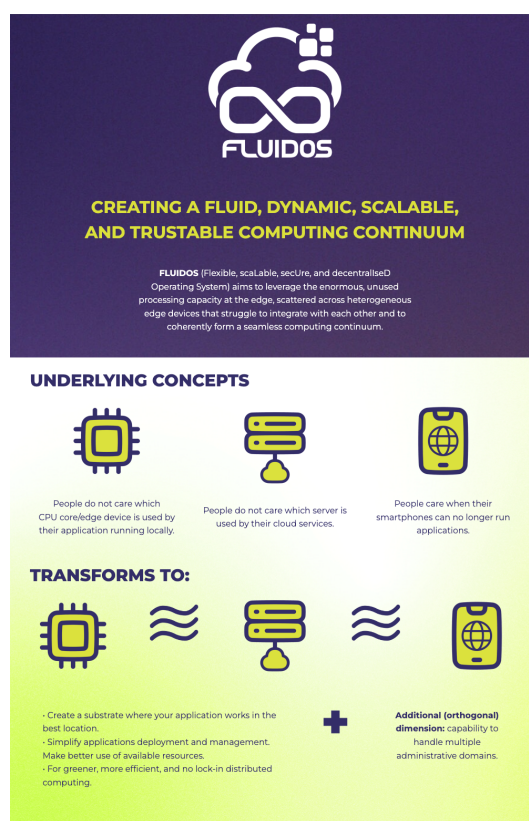 FLUIDOS
CREATING A FLUID, DYNAMIC, SCALABLE,
AND TRUSTABLE COMPUTING CONTINUUM
FLUIDOS (Flexible, scaLable, secUre, and decentralIseD
Operating System) aims to leverage the enormous, unused
processing capacity at the edge, scattered across heterogeneous
edge devices that struggle to integrate with each other and to
coherently form a seamless computing continuum.
UNDERLYING CONCEPTS
People do not care which
CPU core/edge device is used by
their application running locally.
People do not care which server is
used by their cloud services.
People care when their
smartphones can no longer run
applications.
TRANSFORMS TO:
• Create a substrate where your application works in the
best location.
• Simplify applications deployment and management.
Make better use of available resources.
• For greener, more efficient, and no lock-in distributed
computing.
Additional (orthogonal)
dimension: capability to
handle multiple
administrative domains.